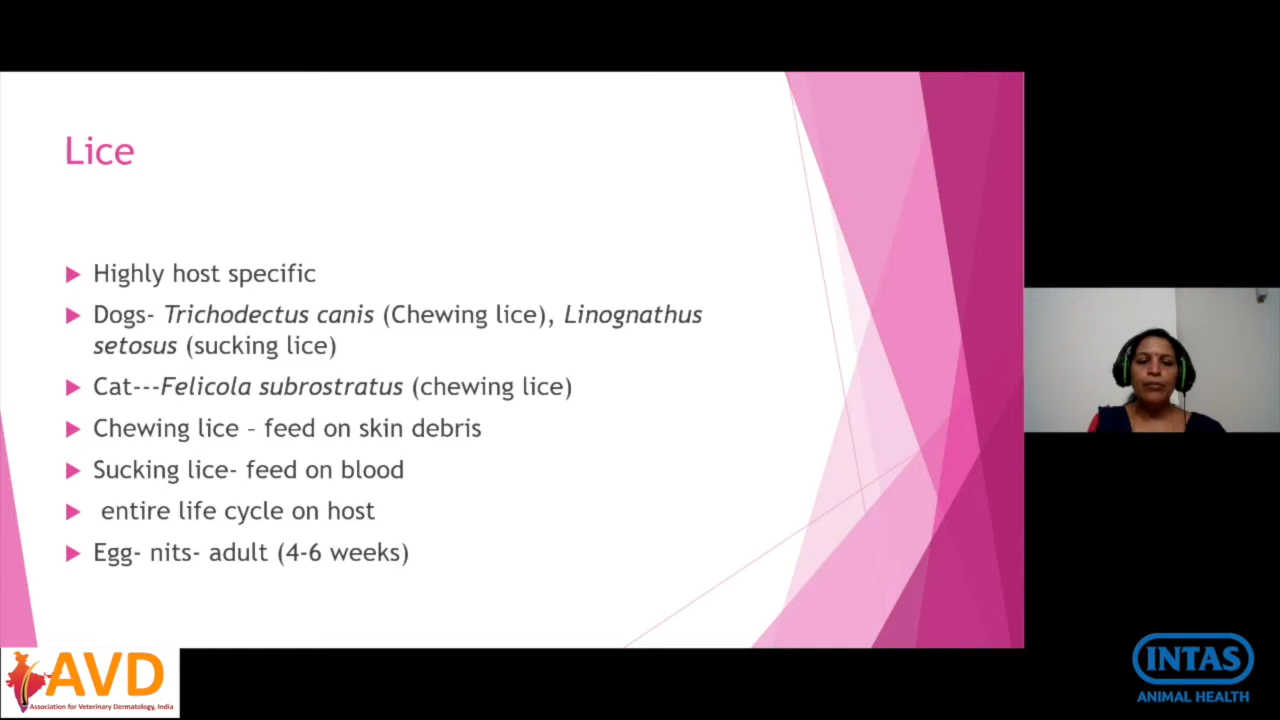 Lice
Highly host specific
Dogs- Trichodectus canis (Chewing lice), Linognathus
setosus (sucking lice)
Cat---Felicola subrostratus (chewing lice)
Chewing lice – feed on skin debris
Sucking lice- feed on blood
entire life cycle on host
Egg- nits- adult (4-6 weeks)
AVD
Association for Veterinary Dermatology, India
INTAS
ANIMAL HEALTH